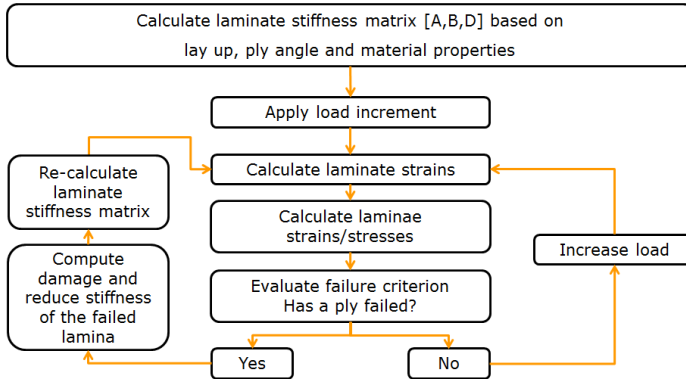 Calculate laminate stiffness matrix [A,B,D] based on
lay up, ply angle and material properties
Apply load increment
Calculate laminate strains
Re-calculate
laminate
stiffness matrix
Calculate laminae
strains/stresses
Increase load
Compute
damage and
reduce stiffness
of the failed
lamina
Evaluate failure criterion
Has a ply failed?
Yes
No